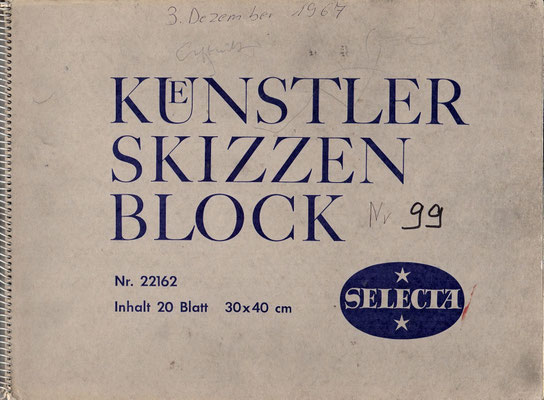 3. Dezember 1967
KUENSTLER
SKIZZEN
BLOCK Nr 99
Nr. 22162
Inhalt 20 Blatt 30x40 cm
SELECTA